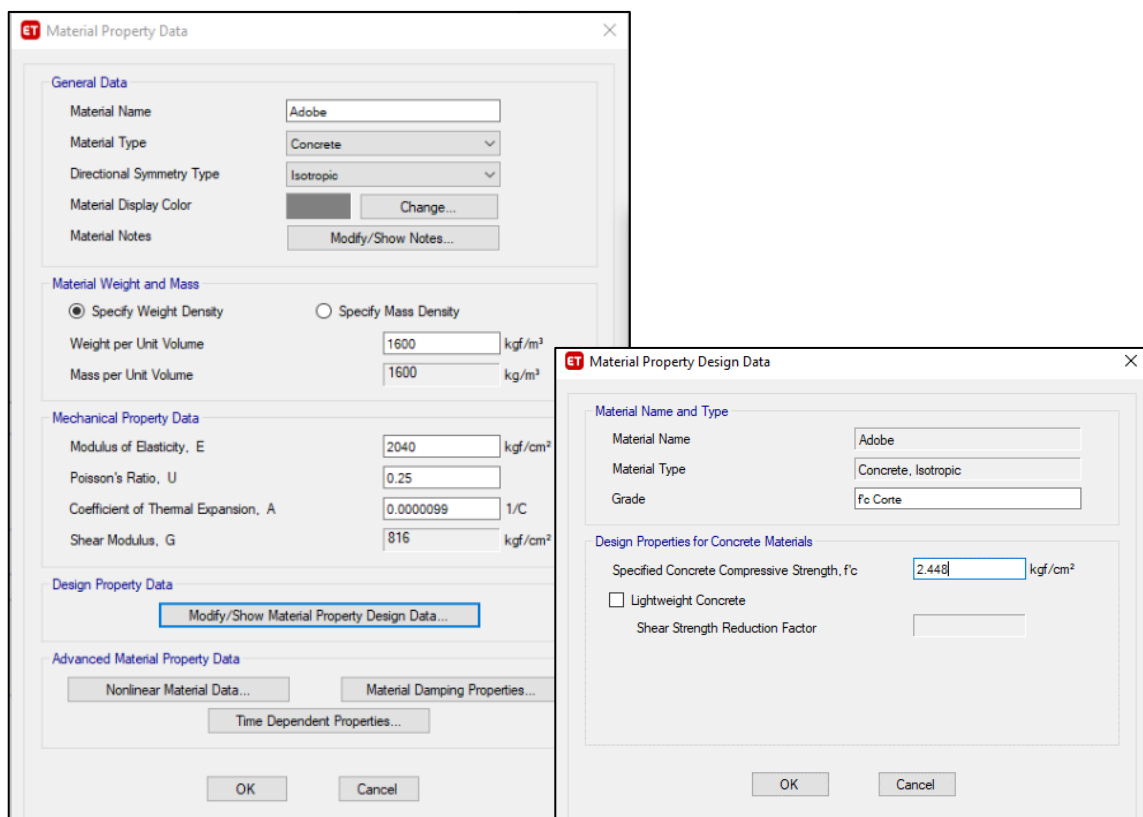 ET Material Property Data
General Data
Material Name Adobe
Material Type Concrete
Directional Symmetry Type Isotropic
Material Display Color Change...
Material Notes Modify/Show Notes...
Material Weight and Mass
Specify Weight Density Specify Mass Density
Weight per Unit Volume 1600 kgf/m³
Mass per Unit Volume 1600 kg/m³
Mechanical Property Data
Modulus of Elasticity, E 2040 kgf/cm²
Poisson's Ratio, U 0.25
Coefficient of Thermal Expansion, A 0.0000099 1/C
Shear Modulus, G 816 kgf/cm²
Design Property Data
Modify/Show Material Property Design Data...
Advanced Material Property Data
Nonlinear Material Data... Material Damping Properties...
Time Dependent Properties...
OK Cancel
ET Material Property Design Data
Material Name and Type
Material Name Adobe
Material Type Concrete, Isotropic
Grade f'c Corte
Design Properties for Concrete Materials
Specified Concrete Compressive Strength, f'c 2.448 kgf/cm²
Lightweight Concrete
Shear Strength Reduction Factor
OK Cancel